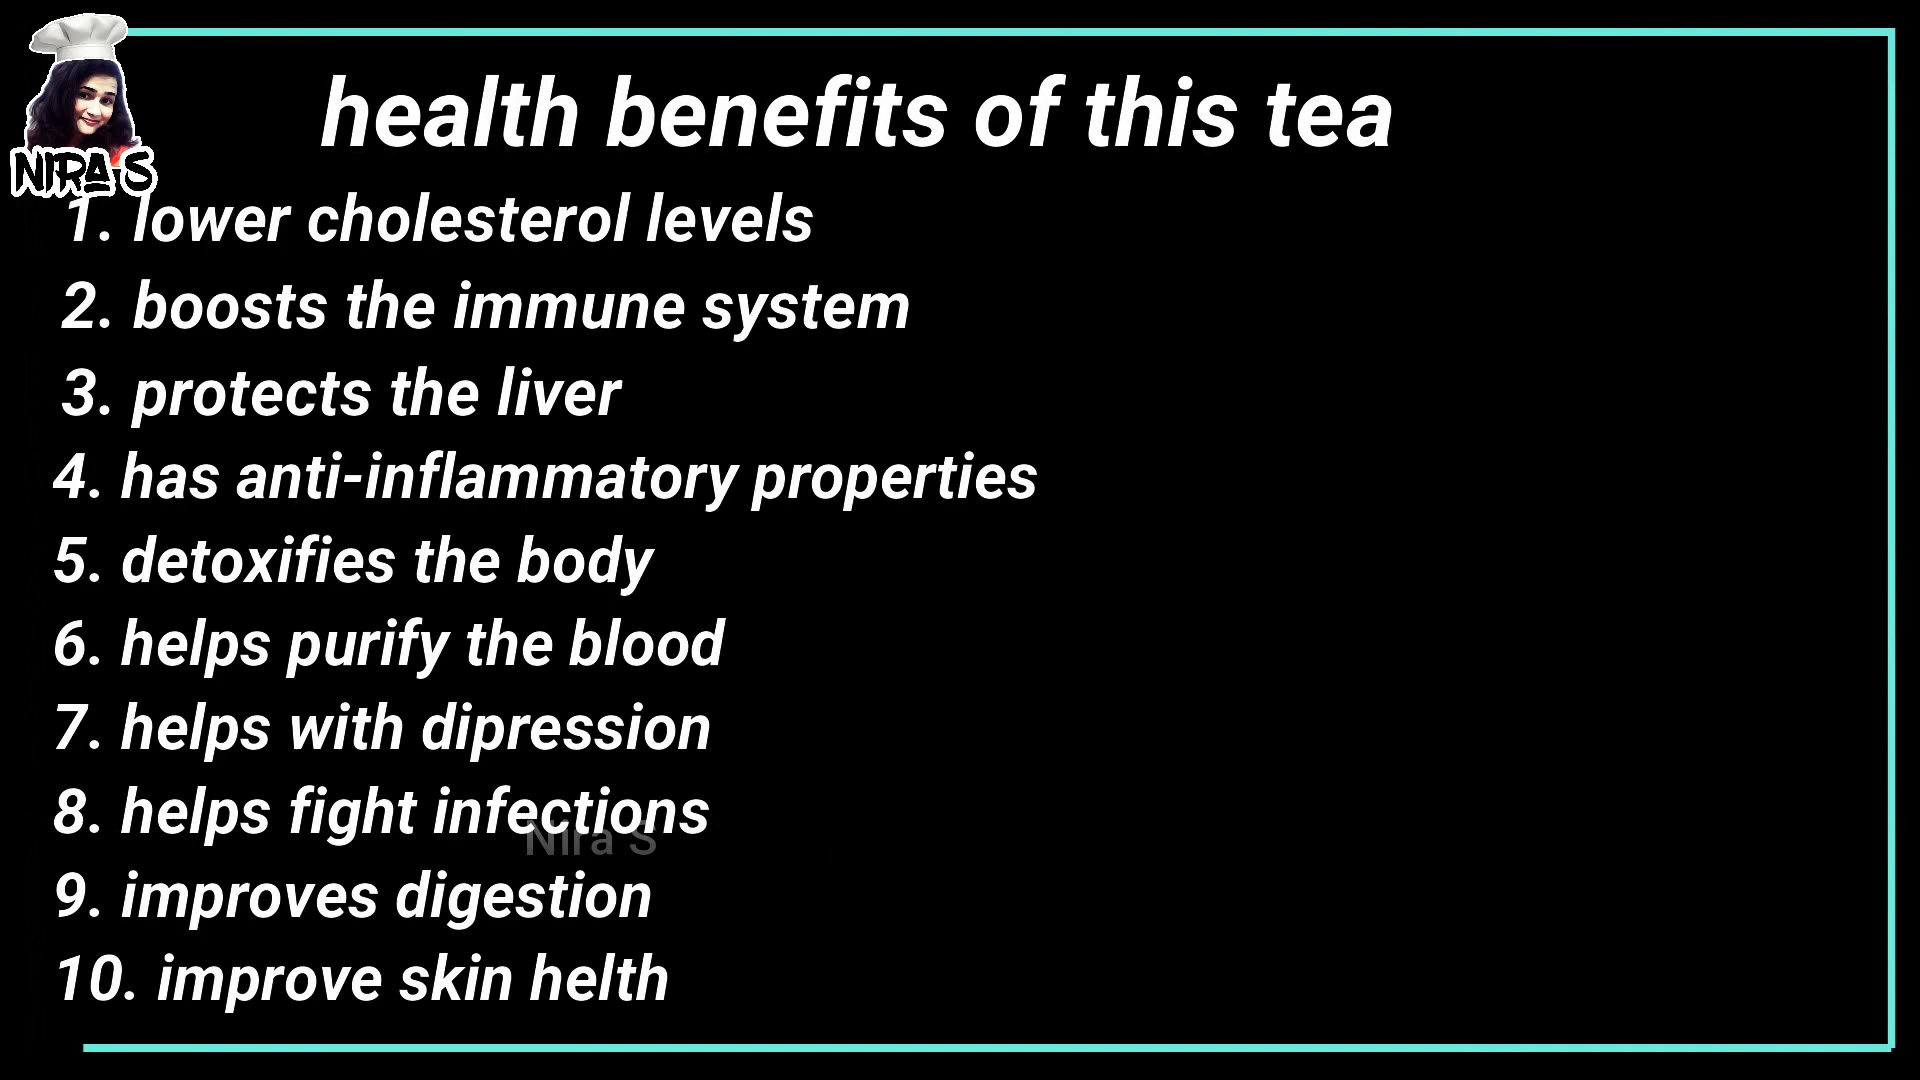 NIRA S
health benefits of this tea
1. lower cholesterol levels
2. boosts the immune system
3. protects the liver
4. has anti-inflammatory properties
5. detoxifies the body
6. helps purify the blood
7. helps with dipression
8. helps fight infections
Nira S
9. improves digestion
10. improve skin helth